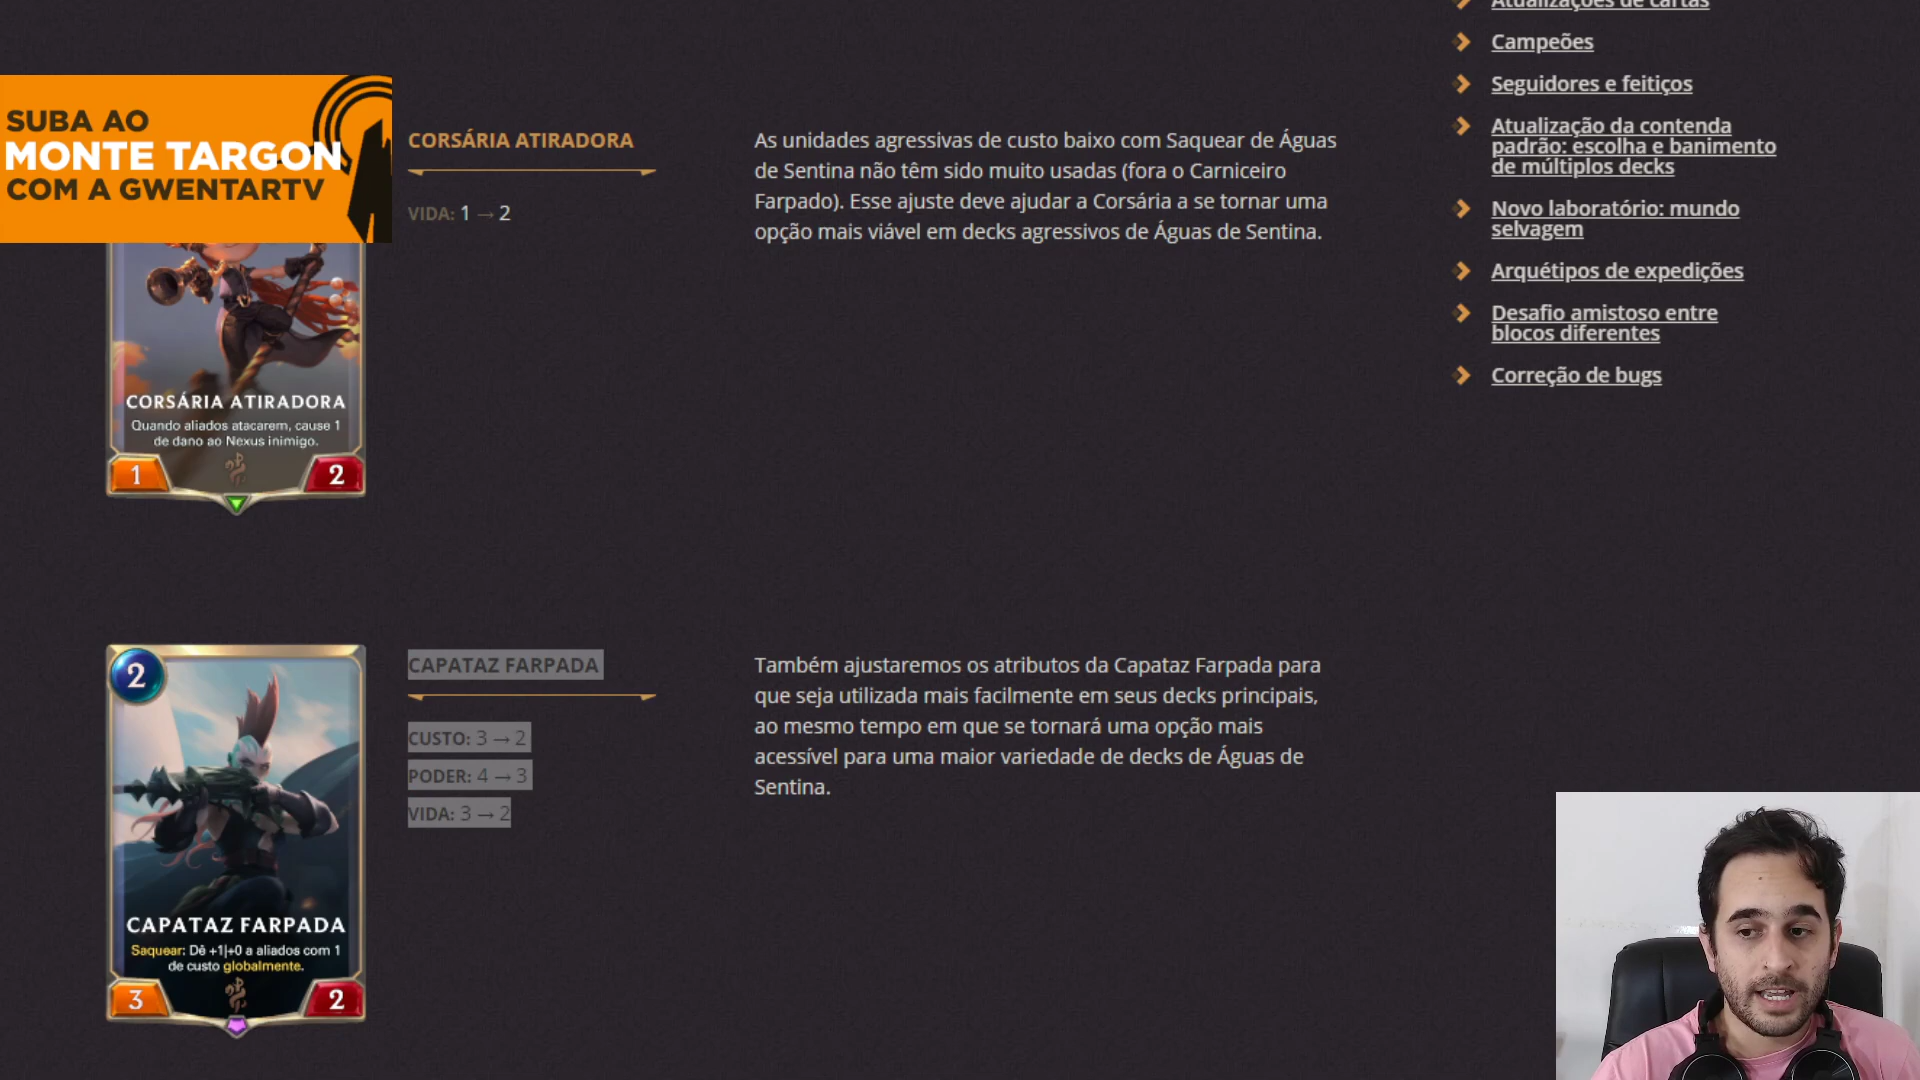 Atualizações de cartas
Campeões
Seguidores e feitiços
Atualização da contenda
padrão: escolha e banimento
de múltiplos decks
Novo laboratório: mundo
selvagem
Arquétipos de expedições
Desafio amistoso entre
blocos diferentes
Correção de bugs
SUBA AO
MONTE TARGON
COM A GWENTARTV
CORSÁRIA ATIRADORA
VIDA: 1 → 2
As unidades agressivas de custo baixo com Saquear de Águas
de Sentina não têm sido muito usadas (fora o Carniceiro
Farpado). Esse ajuste deve ajudar a Corsária a se tornar uma
opção mais viável em decks agressivos de Águas de Sentina.
CORSÁRIA ATIRADORA
Quando aliados atacarem, cause 1
de dano ao Nexus inimigo.
1
2
2
CAPATAZ FARPADA
CUSTO: 3 → 2
PODER: 4 → 3
VIDA: 3 → 2
Também ajustaremos os atributos da Capataz Farpada para
que seja utilizada mais facilmente em seus decks principais,
ao mesmo tempo em que se tornará uma opção mais
acessível para uma maior variedade de decks de Águas de
Sentina.
CAPATAZ FARPADA
Saquear: Dê +1|+0 a aliados com 1
de custo globalmente.
3
2